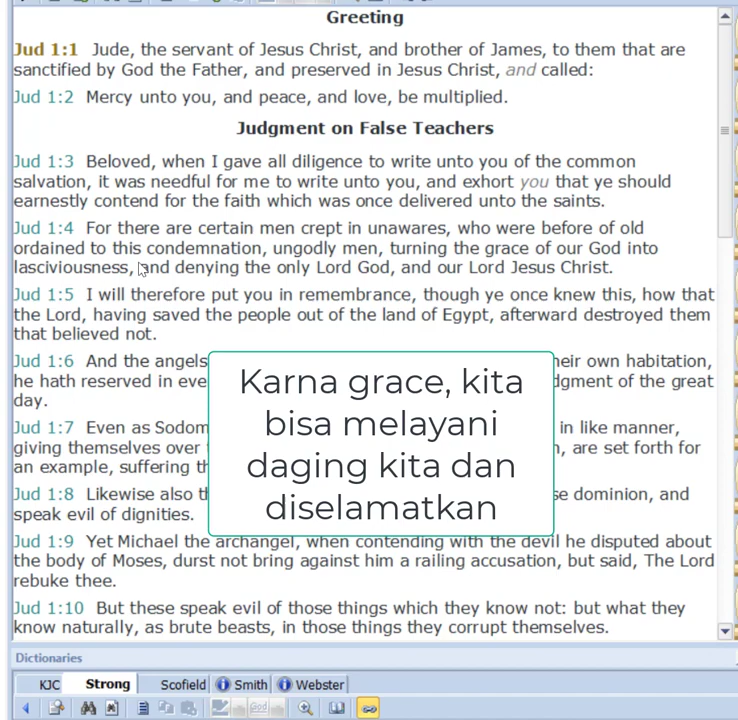 Greeting
Jud 1:1 Jude, the servant of Jesus Christ, and brother of James, to them that are
sanctified by God the Father, and preserved in Jesus Christ, and called:
Jud 1:2 Mercy unto you, and peace, and love, be multiplied.
Judgment on False Teachers
Jud 1:3 Beloved, when I gave all diligence to write unto you of the common
salvation, it was needful for me to write unto you, and exhort you that ye should
earnestly contend for the faith which was once delivered unto the saints.
Jud 1:4 For there are certain men crept in unawares, who were before of old
ordained to this condemnation, ungodly men, turning the grace of our God into
lasciviousness, and denying the only Lord God, and our Lord Jesus Christ.
Jud 1:5 I will therefore put you in remembrance, though ye once knew this, how that
the Lord, having saved the people out of the land of Egypt, afterward destroyed them
that believed not.
Jud 1:6 And the angels heir own habitation,
he hath reserved in eve dgment of the great
day.
Jud 1:7 Even as Sodom in like manner,
giving themselves over are set forth for
an example, suffering th
Jud 1:8 Likewise also th se dominion, and
speak evil of dignities.
Karna grace, kita
bisa melayani
daging kita dan
diselamatkan
Jud 1:9 Yet Michael the archangel, when contending with the devil he disputed about
the body of Moses, durst not bring against him a railing accusation, but said, The Lord
rebuke thee.
Jud 1:10 But these speak evil of those things which they know not: but what they
know naturally, as brute beasts, in those things they corrupt themselves.
Dictionaries
KJC Strong Scofield Smith Webster
God